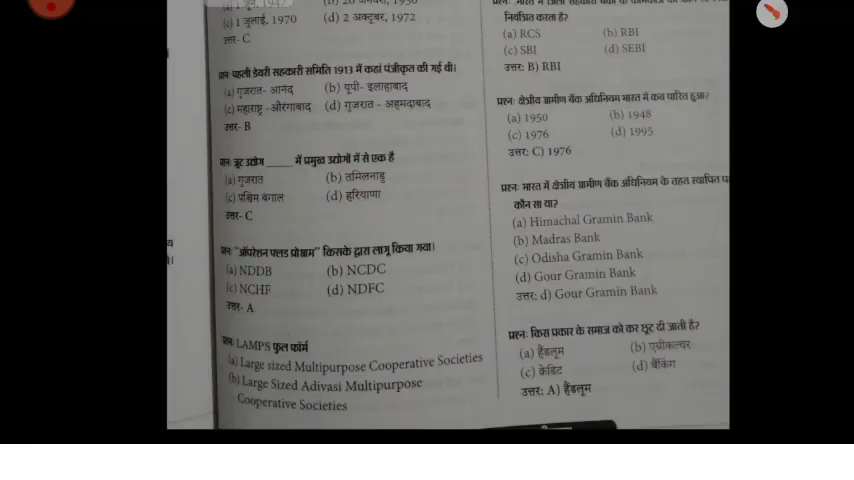 (c) 1 जुलाई, 1970 (d) 2 अक्टूबर, 1972
उत्तर- C
प्रश्नः पहली डेयरी सहकारी समिति 1913 में कहां पंजीकृत की गई थी।
(a) गुजरात- आनंद (b) यूपी- इलाहाबाद
(c) महाराष्ट्र -औरंगाबाद (d) गुजरात - अहमदाबाद
उत्तर- B
प्रश्नः जूट उद्योग _____ में प्रमुख उद्योगों में से एक है
(a) गुजरात (b) तमिलनाडु
(c) पश्चिम बंगाल (d) हरियाणा
उत्तर- C
प्रश्नः "ऑपरेशन फ्लड प्रोग्राम" किसके द्वारा लागू किया गया।
(a) NDDB (b) NCDC
(c) NCHF (d) NDFC
उत्तर- A
प्रश्नः LAMPS फुल फॉर्म
(a) Large sized Multipurpose Cooperative Societies
(b) Large Sized Adivasi Multipurpose
Cooperative Societies
नियंत्रित करता है?
(a) RCS (b) RBI
(c) SBI (d) SEBI
उत्तर: B) RBI
प्रश्नः क्षेत्रीय ग्रामीण बैंक अधिनियम भारत में कब पारित हुआ?
(a) 1950 (b) 1948
(c) 1976 (d) 1995
उत्तर: C) 1976
प्रश्नः भारत में क्षेत्रीय ग्रामीण बैंक अधिनियम के तहत स्थापित
कौन सा था?
(a) Himachal Gramin Bank
(b) Madras Bank
(c) Odisha Gramin Bank
(d) Gour Gramin Bank
उत्तर: d) Gour Gramin Bank
प्रश्नः किस प्रकार के समाज को कर छूट दी जाती है?
(a) हैंडलूम (b) एग्रीकल्चर
(c) क्रेडिट (d) बैंकिंग
उत्तर: A) हैंडलूम